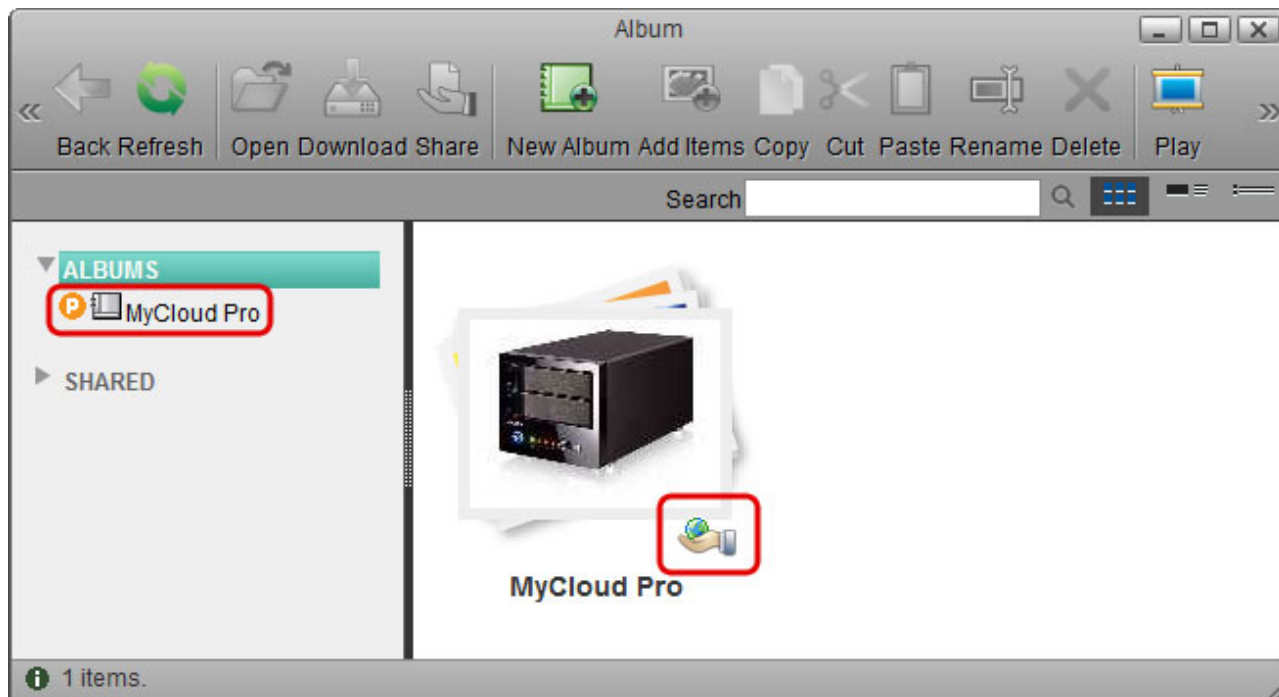 Album
Back Refresh Open Download Share New Album Add Items Copy Cut Paste Rename Delete Play
Search
ALBUMS
P MyCloud Pro
SHARED
MyCloud Pro
1 items.